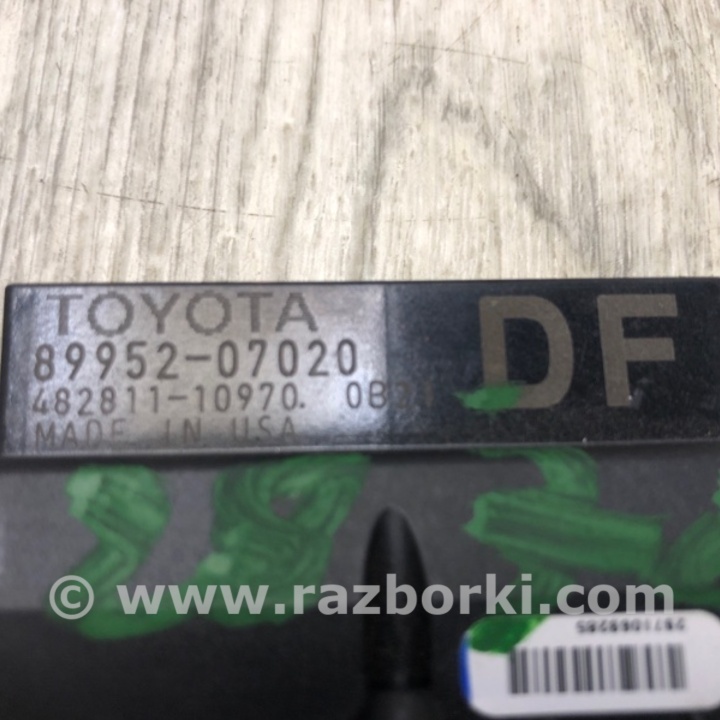 TOYOTA
DF
89952-07020
482811-10970.
MADE IN USA
© www.razborki.com